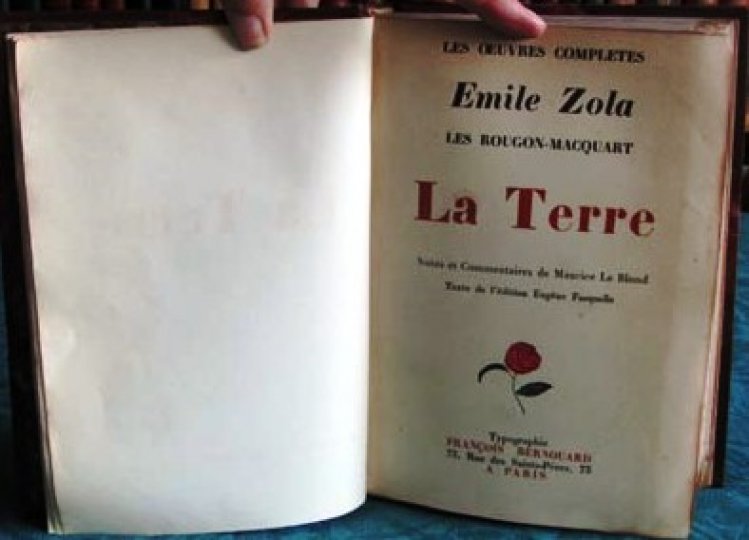 LES ŒUVRES COMPLETES
Emile Zola
LES ROUGON-MACQUART
La Terre
Notes et Commentaires de Maurice Le Blond
Texte de l'édition Eugène Fasquelle
Typographie
FRANÇOIS BERNOUARD
73, Rue des Saints-Pères, 73
A PARIS